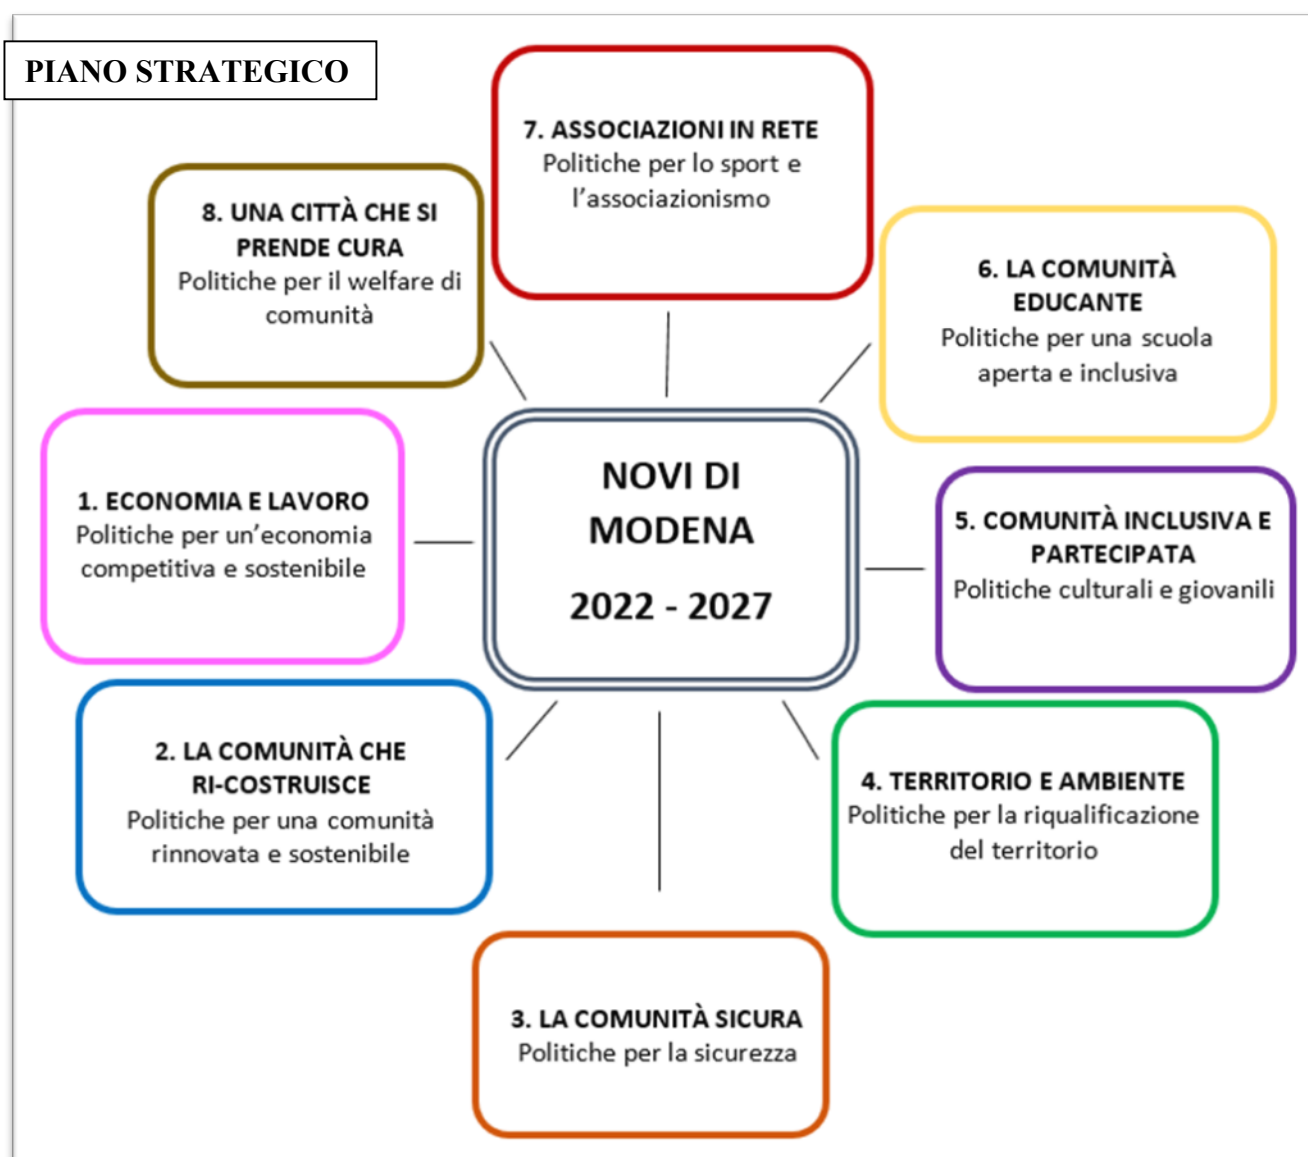 PIANO STRATEGICO
7. ASSOCIAZIONI IN RETE
Politiche per lo sport e
l'associazionismo
8. UNA CITTÀ CHE SI
PRENDE CURA
Politiche per il welfare di
comunità
6. LA COMUNITÀ
EDUCANTE
Politiche per una scuola
aperta e inclusiva
1. ECONOMIA E LAVORO
Politiche per un'economia
competitiva e sostenibile
NOVI DI
MODENA
2022 - 2027
5. COMUNITÀ INCLUSIVA E
PARTECIPATA
Politiche culturali e giovanili
2. LA COMUNITÀ CHE
RI-COSTRUISCE
Politiche per una comunità
rinnovata e sostenibile
4. TERRITORIO E AMBIENTE
Politiche per la riqualificazione
del territorio
3. LA COMUNITÀ SICURA
Politiche per la sicurezza